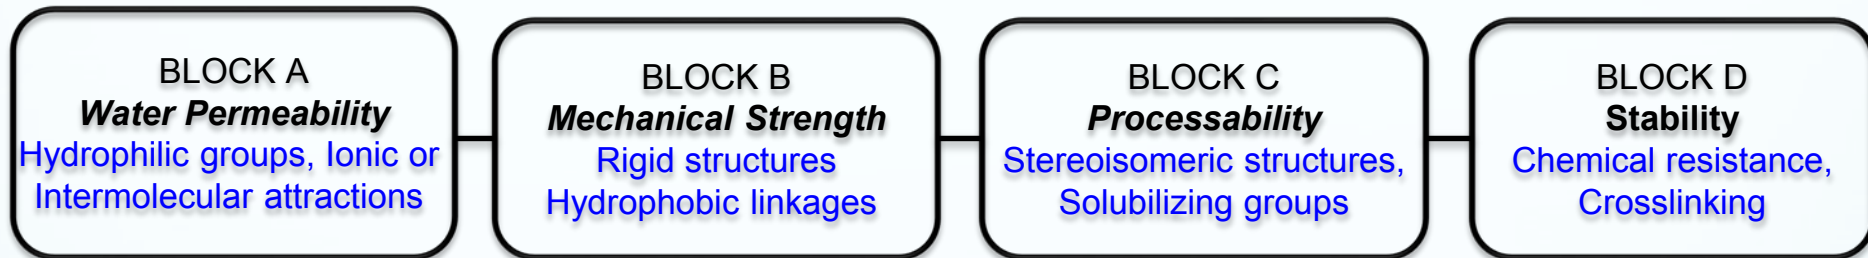 BLOCK A
Water Permeability
Hydrophilic groups, Ionic or
Intermolecular attractions
BLOCK B
Mechanical Strength
Rigid structures
Hydrophobic linkages
BLOCK C
Processability
Stereoisomeric structures,
Solubilizing groups
BLOCK D
Stability
Chemical resistance,
Crosslinking